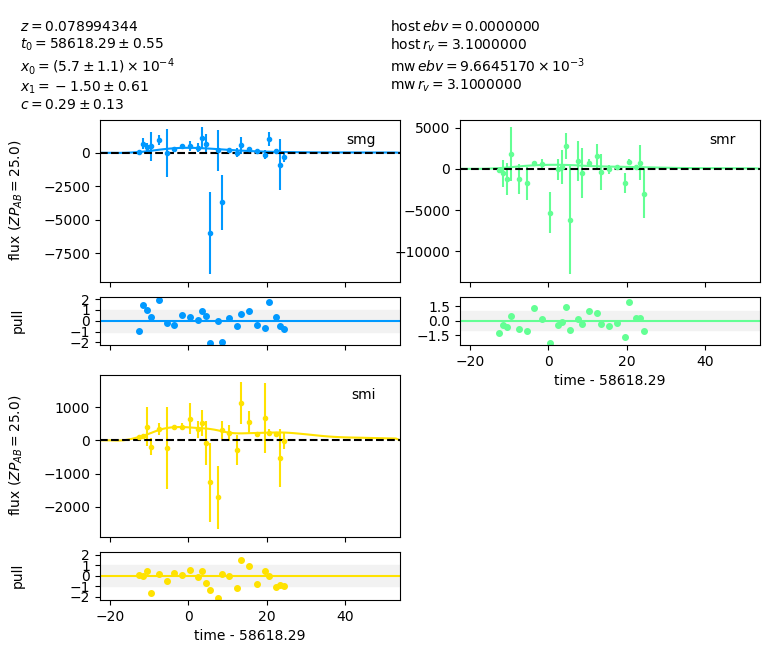 z = 0.078994344
t₀ = 58618.29 ± 0.55
x₀ = (5.7 ± 1.1) × 10⁻⁴
x₁ = −1.50 ± 0.61
c = 0.29 ± 0.13
host ebv = 0.0000000
host r_v = 3.1000000
mw ebv = 9.6645170 × 10⁻³
mw r_v = 3.1000000
flux (ZP_AB = 25.0)
0
−2500
−5000
−7500
smg
5000
0
−5000
−10000
smr
pull
2
1
0
−1
−2
1.5
0.0
−1.5
−20
0
20
40
time - 58618.29
flux (ZP_AB = 25.0)
1000
0
−1000
−2000
smi
pull
2
1
0
−1
−2
−20
0
20
40
time - 58618.29